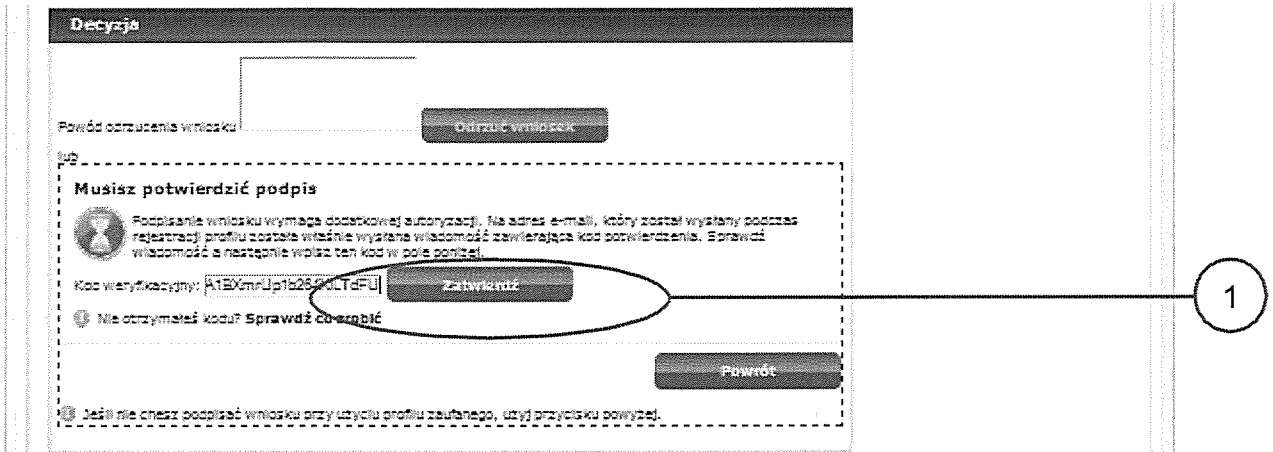 Decyzja
Powód odrzucenia wniosku
Odrzuć wniosek
lub
Musisz potwierdzić podpis
Podpisanie wniosku wymaga dodatkowej autoryzacji. Na adres e-mail, który został wysłany podczas
rejestracji profilu została właśnie wysłana wiadomość zawierająca kod potwierdzenia. Sprawdź
wiadomość a następnie wpisz ten kod w pole poniżej.
Kod weryfikacyjny:
Zatwierdź
1
Nie otrzymałeś kodu? Sprawdź co zrobić
Powrót
Jeśli nie chesz podpisać wniosku przy użyciu profilu zaufanego, użyj przycisku powyżej.